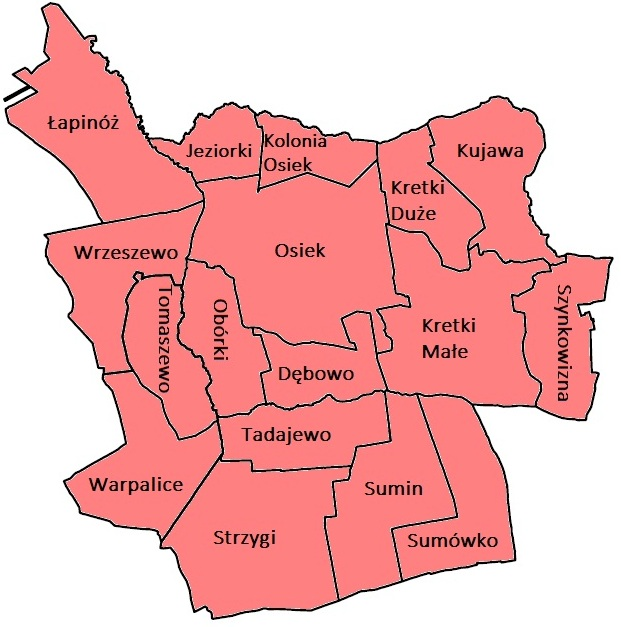 Łapinóż
Jeziorki
Kolonia
Osiek
Kujawa
Kretki
Duże
Wrzeszewo
Osiek
Tomaszewo
Obórki
Kretki
Małe
Szynkowizna
Dębowo
Tadajewo
Warpalice
Sumin
Strzygi
Sumówko